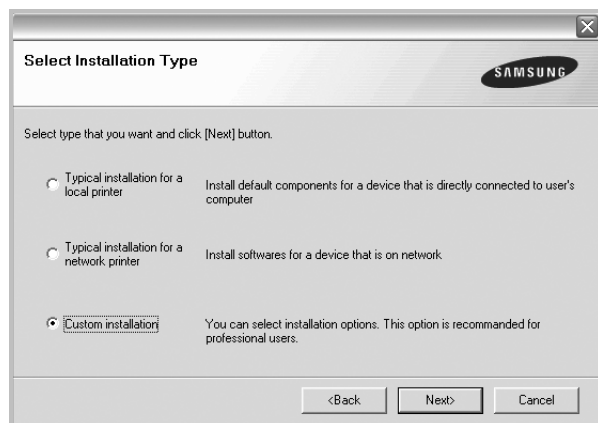 Select Installation Type
SAMSUNG
Select type that you want and click [Next] button.
Typical installation for a
local printer
Install default components for a device that is directly connected to user's
computer
Typical installation for a
network printer
Install softwares for a device that is on network
Custom installation
You can select installation options. This option is recommanded for
professional users.
<Back
Next>
Cancel